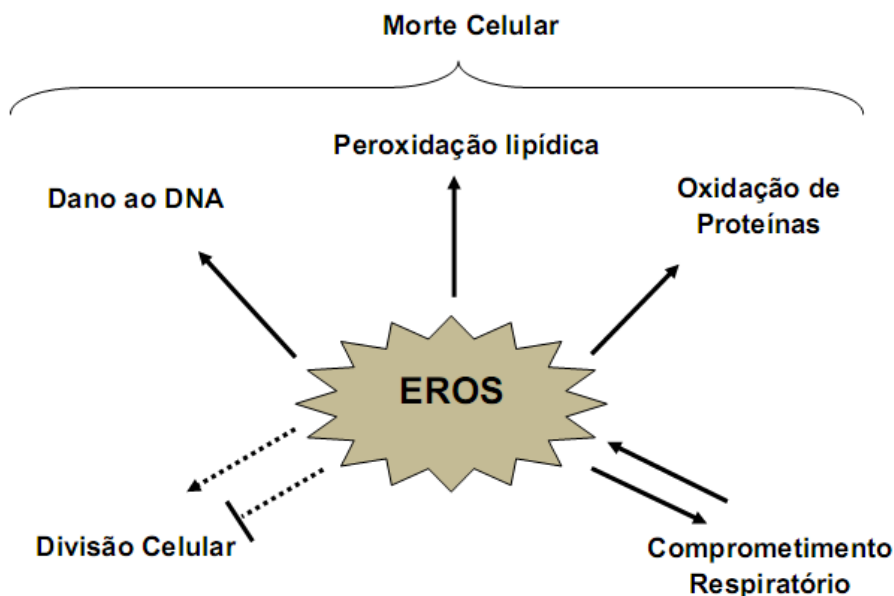 Morte Celular
Peroxidação lipídica
Dano ao DNA
Oxidação de
Proteínas
EROS
Divisão Celular
Comprometimento
Respiratório